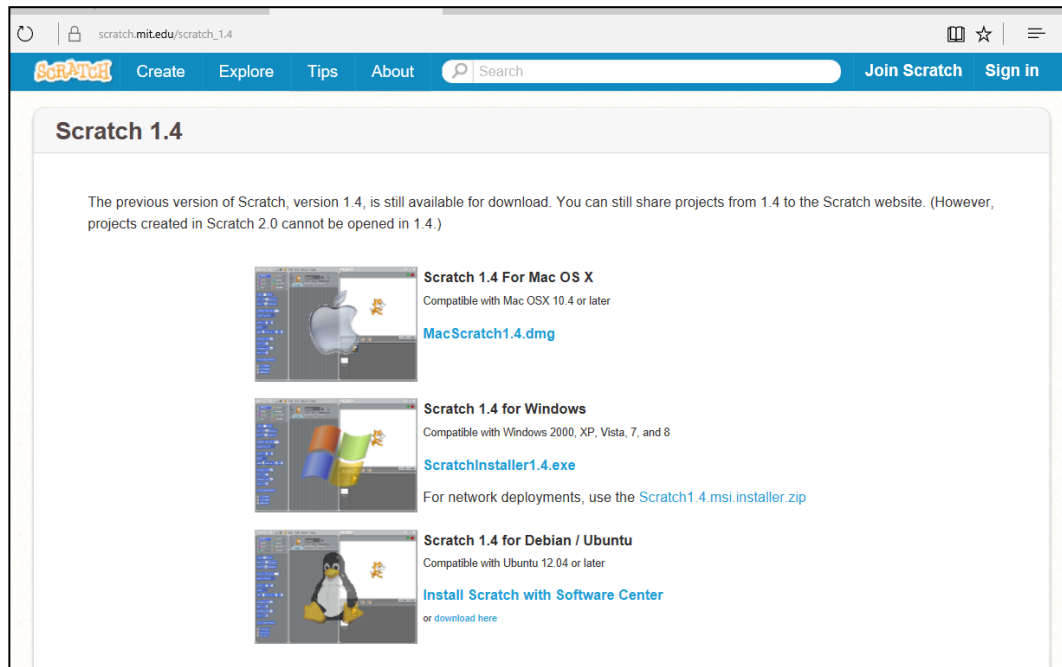 scratch.mit.edu/scratch_1.4
SCRATCH Create Explore Tips About Search Join Scratch Sign in
Scratch 1.4
The previous version of Scratch, version 1.4, is still available for download. You can still share projects from 1.4 to the Scratch website. (However,
projects created in Scratch 2.0 cannot be opened in 1.4.)
Scratch 1.4 For Mac OS X
Compatible with Mac OSX 10.4 or later
MacScratch1.4.dmg
Scratch 1.4 for Windows
Compatible with Windows 2000, XP, Vista, 7, and 8
ScratchInstaller1.4.exe
For network deployments, use the Scratch1.4.msi.installer.zip
Scratch 1.4 for Debian / Ubuntu
Compatible with Ubuntu 12.04 or later
Install Scratch with Software Center
or download here